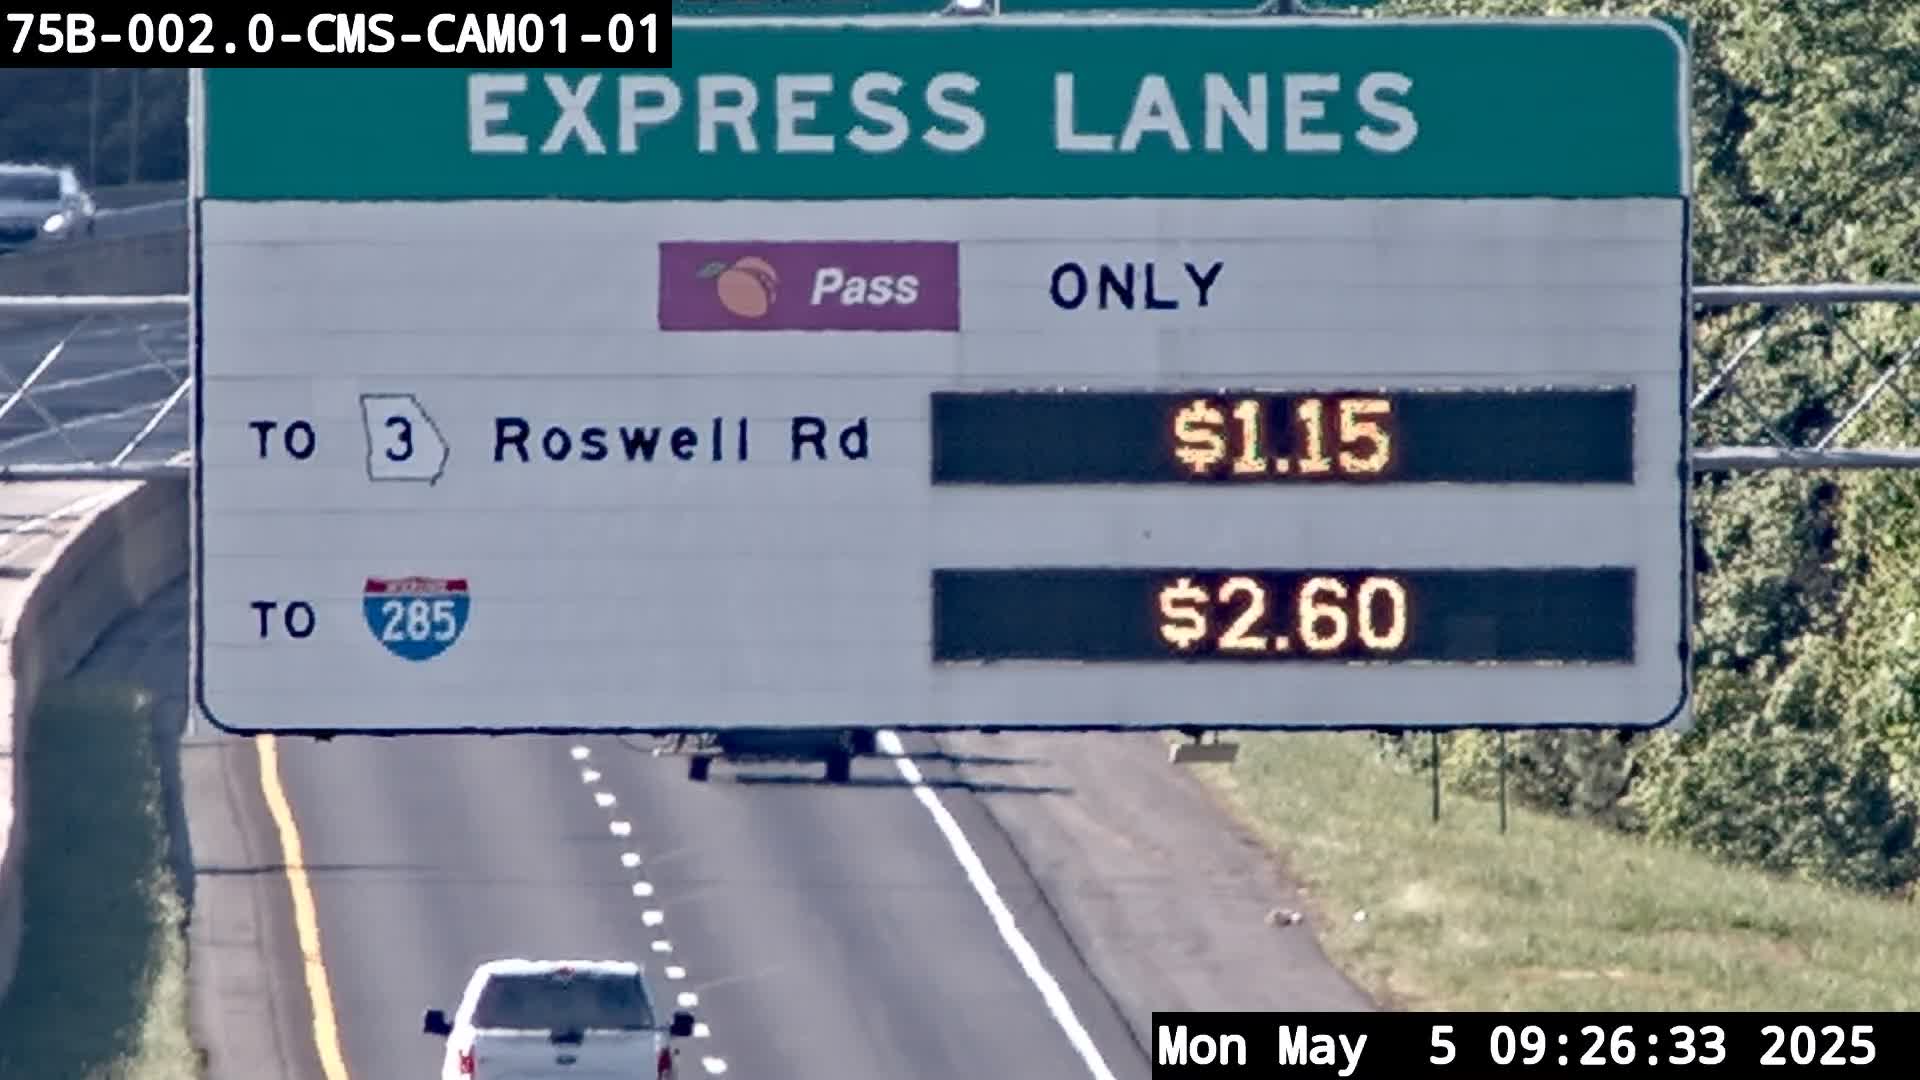 75B-002.0-CMS-CAM01-01
EXPRESS LANES
Pass ONLY
TO 3 Roswell Rd $1.15
TO 285 $2.60
Mon May 5 09:26:33 2025